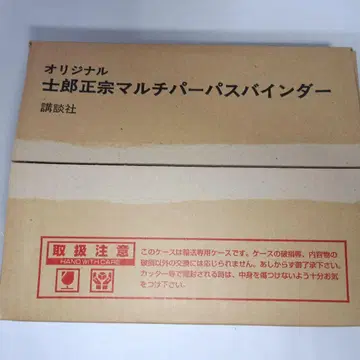 オリジナル
士郎正宗マルチパーパスバインダー
講談社
取扱注意
HAND WITH CARE
このケースは輸送専用ケースです。ケースの破損等、内容物の
破損以外の交換には応じられません。あしからず御了承下さい。
カッター等で開封される時は、中身を傷つけないよう十分お気
をつけ下さい。